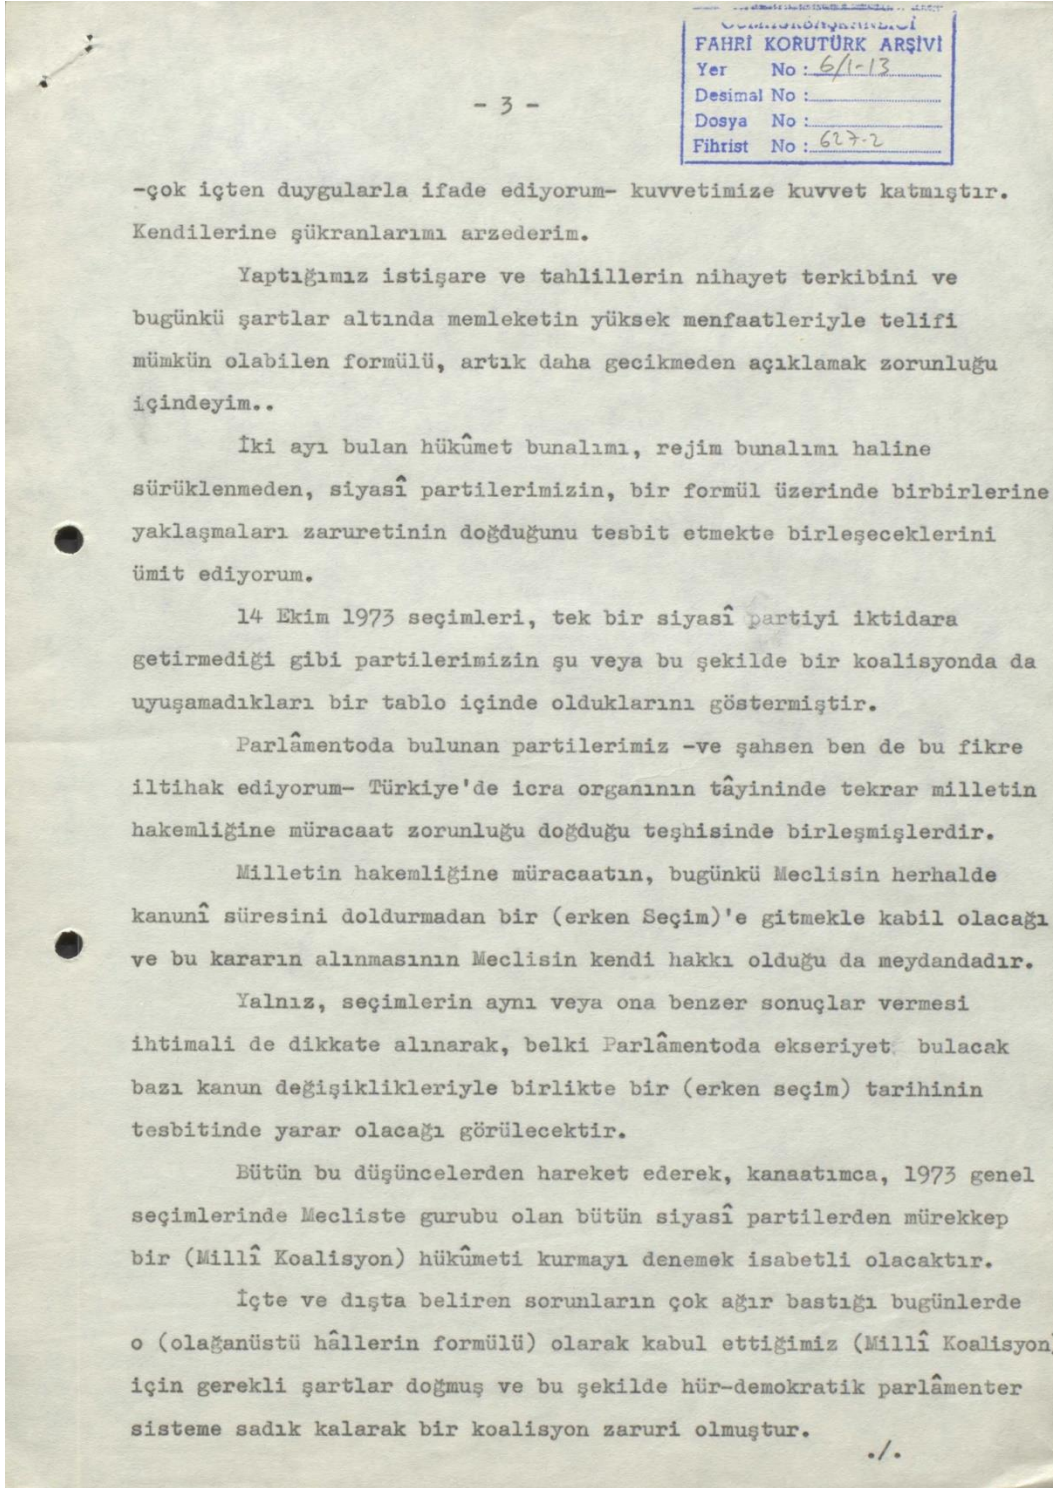 CUMHURBAŞKANLIĞI
FAHRİ KORUTÜRK ARŞİVİ
Yer No : 6/1-13
Desimal No :
Dosya No :
Fihrist No : 627-2
- 3 -
-çok içten duygularla ifade ediyorum- kuvvetimize kuvvet katmıştır.
Kendilerine şükranlarımı arzederim.
Yaptığımız istişare ve tahlillerin nihayet terkibini ve
bugünkü şartlar altında memleketin yüksek menfaatleriyle telifi
mümkün olabilen formülü, artık daha gecikmeden açıklamak zorunluğu
içindeyim..
İki ayı bulan hükûmet bunalımı, rejim bunalımı haline
sürüklenmeden, siyasî partilerimizin, bir formül üzerinde birbirlerine
yaklaşmaları zaruretinin doğduğunu tesbit etmekte birleşeceklerini
ümit ediyorum.
14 Ekim 1973 seçimleri, tek bir siyasî partiyi iktidara
getirmediği gibi partilerimizin şu veya bu şekilde bir koalisyonda da
uyuşamadıkları bir tablo içinde olduklarını göstermiştir.
Parlâmentoda bulunan partilerimiz -ve şahsen ben de bu fikre
iltihak ediyorum- Türkiye'de icra organının tâyininde tekrar milletin
hakemliğine müracaat zorunluğu doğduğu teşhisinde birleşmişlerdir.
Milletin hakemliğine müracaatın, bugünkü Meclisin herhalde
kanunî süresini doldurmadan bir (erken Seçim)'e gitmekle kabil olacağı
ve bu kararın alınmasının Meclisin kendi hakkı olduğu da meydandadır.
Yalnız, seçimlerin aynı veya ona benzer sonuçlar vermesi
ihtimali de dikkate alınarak, belki Parlâmentoda ekseriyet bulacak
bazı kanun değişiklikleriyle birlikte bir (erken seçim) tarihinin
tesbitinde yarar olacağı görülecektir.
Bütün bu düşüncelerden hareket ederek, kanaatımca, 1973 genel
seçimlerinde Mecliste gurubu olan bütün siyasî partilerden mürekkep
bir (Millî Koalisyon) hükûmeti kurmayı denemek isabetli olacaktır.
İçte ve dışta beliren sorunların çok ağır bastığı bugünlerde
o (olağanüstü hâllerin formülü) olarak kabul ettiğimiz (Millî Koalisyon)
için gerekli şartlar doğmuş ve bu şekilde hür-demokratik parlâmenter
sisteme sadık kalarak bir koalisyon zaruri olmuştur.
./.